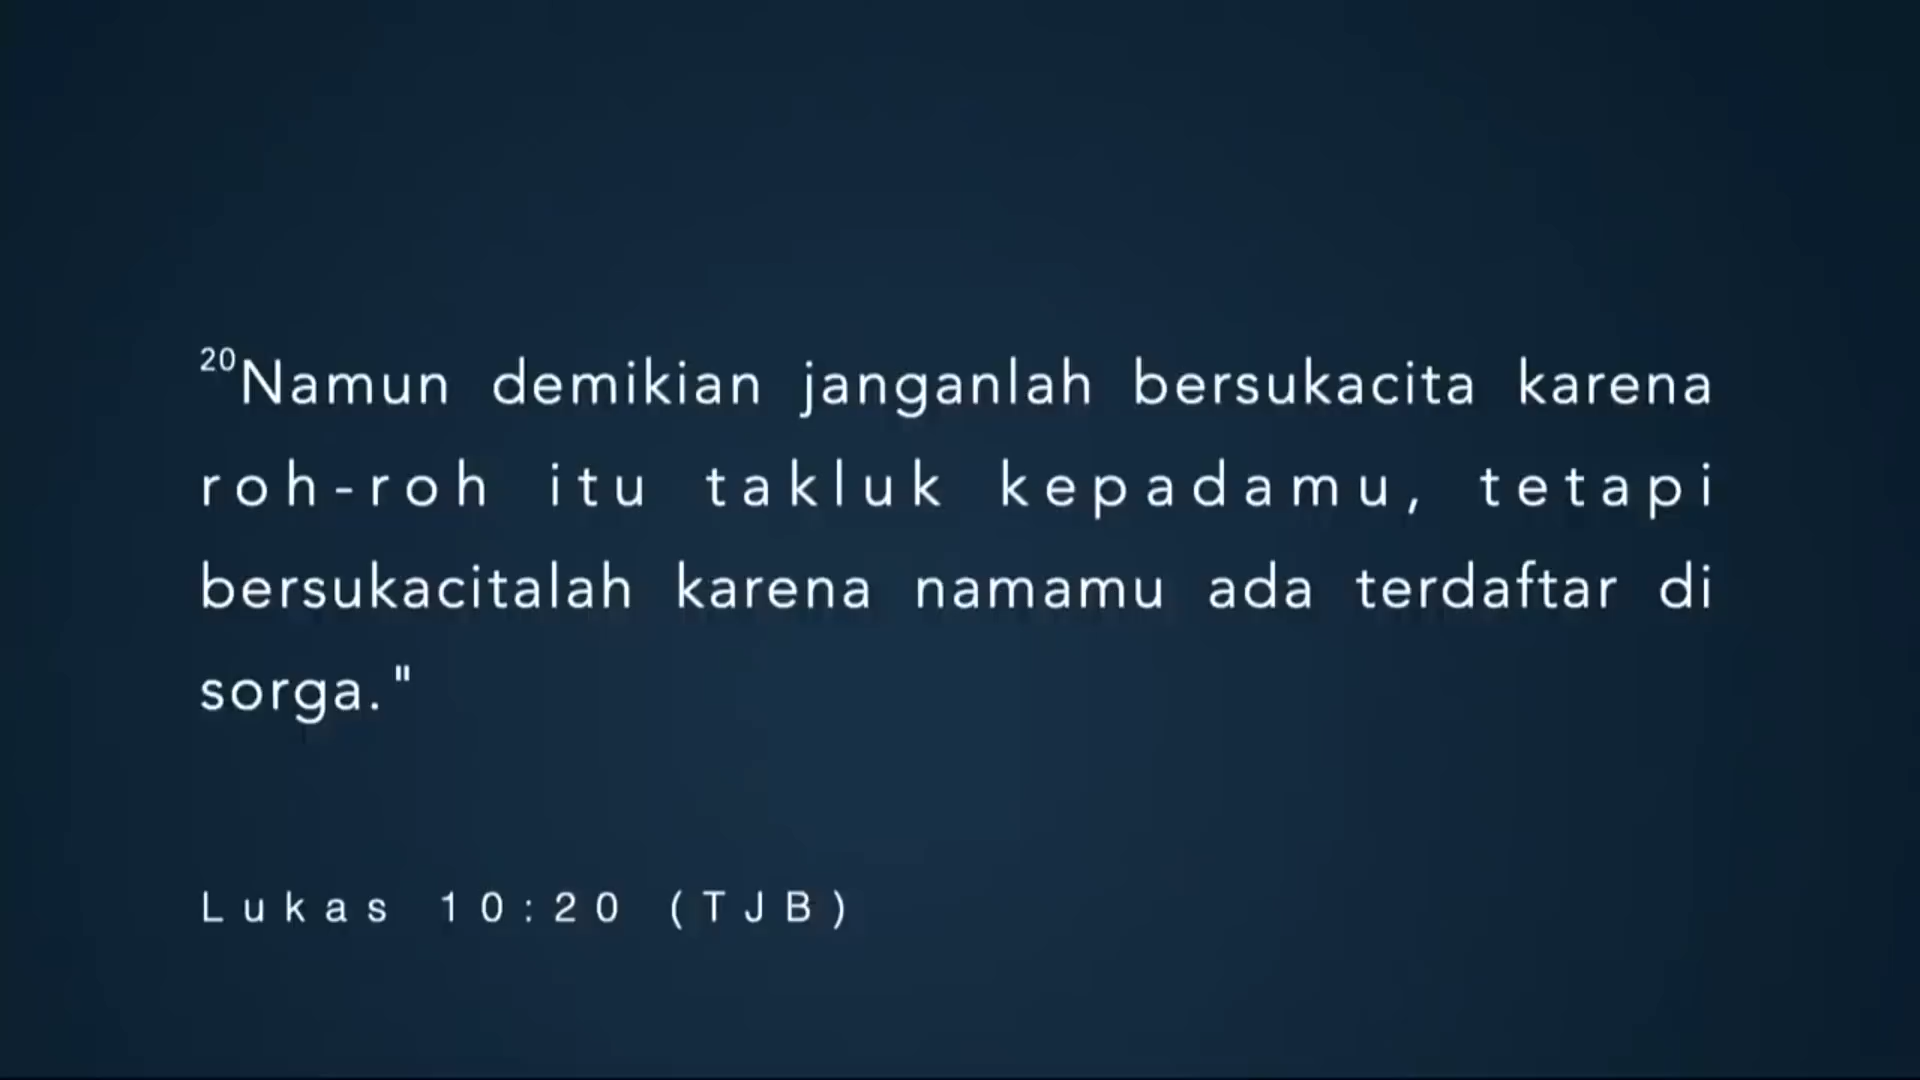 20Namun demikian janganlah bersukacita karena
roh-roh itu takluk kepadamu, tetapi
bersukacitalah karena namamu ada terdaftar di
sorga."
Lukas 10:20 (TJB)